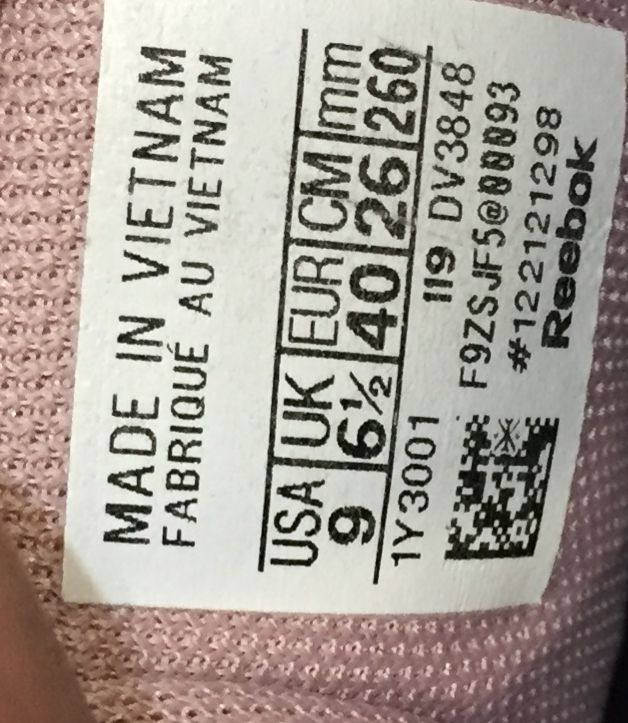 MADE IN VIETNAM
FABRIQUÉ AU VIETNAM
USA UK EUR CM mm
9 6½ 40 26 260
1Y3001 119 DV3848
F9ZSJF5@00093
#122121298
Reebok